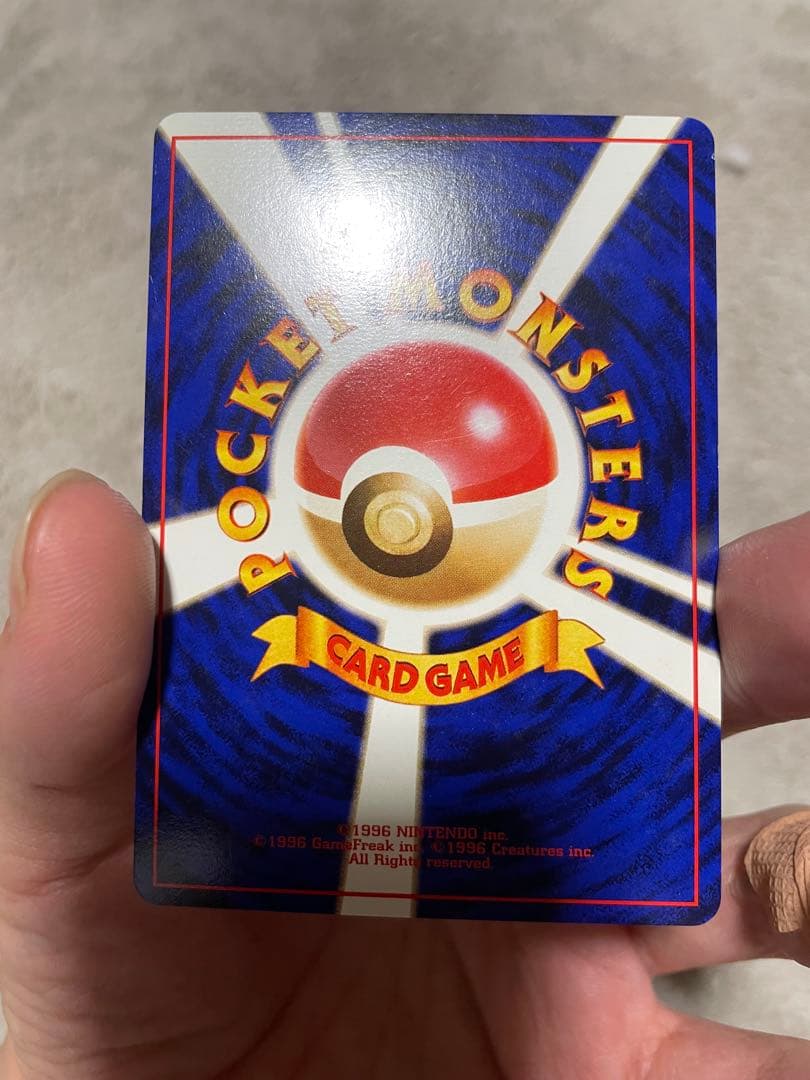 POCKET MONSTERS
CARD GAME
©1996 NINTENDO inc.
©1996 GameFreak inc. ©1996 Creatures inc.
All Rights reserved.